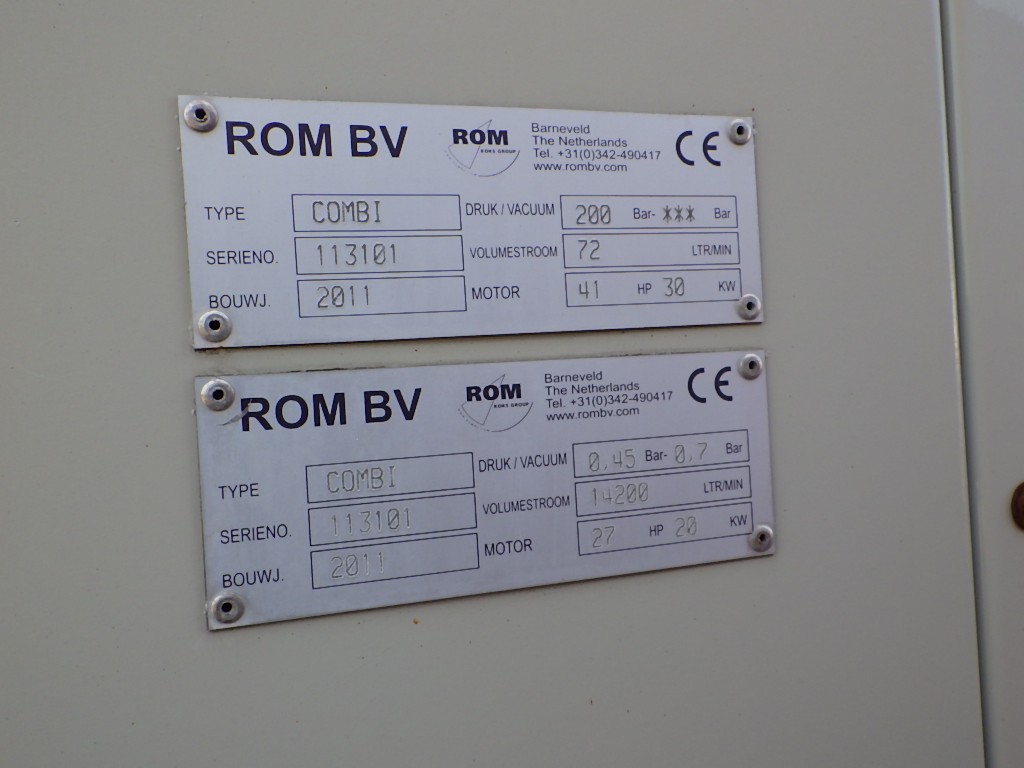 ROM BV
ROM
KOKS GROUP
Barneveld
The Netherlands
Tel. +31(0)342-490417
www.rombv.com
CE
TYPE COMBI DRUK / VACUUM 200 Bar- *** Bar
SERIENO. 113101 VOLUMESTROOM 72 LTR/MIN
BOUWJ. 2011 MOTOR 41 HP 30 KW
ROM BV
ROM
KOKS GROUP
Barneveld
The Netherlands
Tel. +31(0)342-490417
www.rombv.com
CE
TYPE COMBI DRUK / VACUUM 0,45 Bar- 0,7 Bar
SERIENO. 113101 VOLUMESTROOM 14200 LTR/MIN
BOUWJ. 2011 MOTOR 27 HP 20 KW